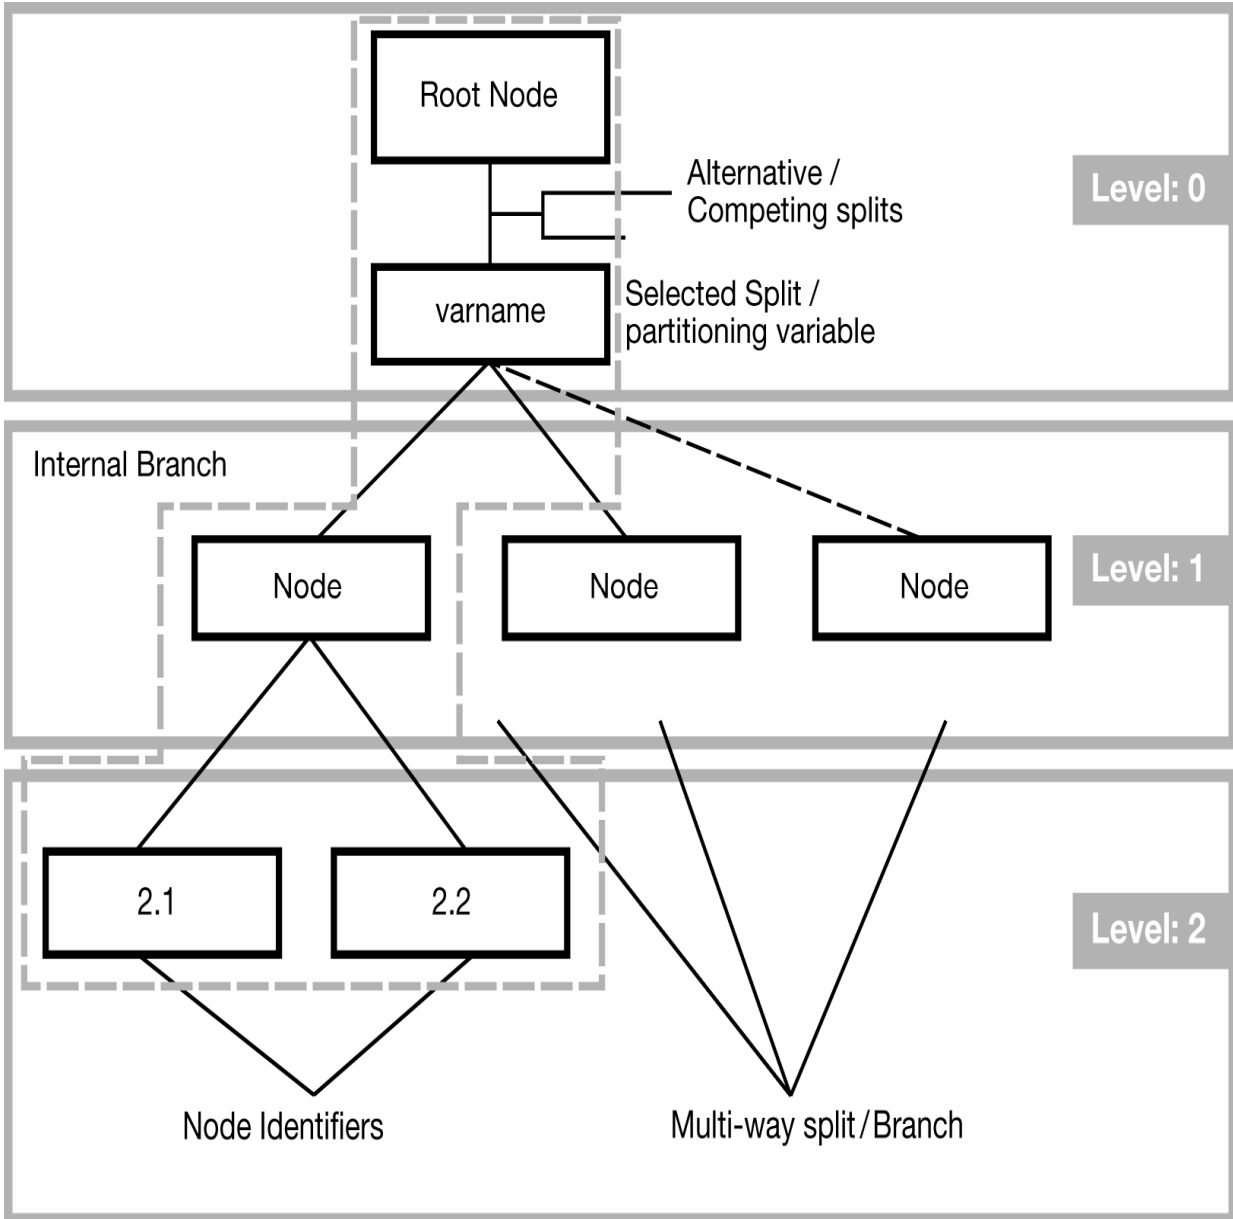 Root Node
Alternative /
Competing splits
Level: 0
varname
Selected Split /
partitioning variable
Internal Branch
Node
Node
Node
Level: 1
2.1
2.2
Level: 2
Node Identifiers
Multi-way split/Branch